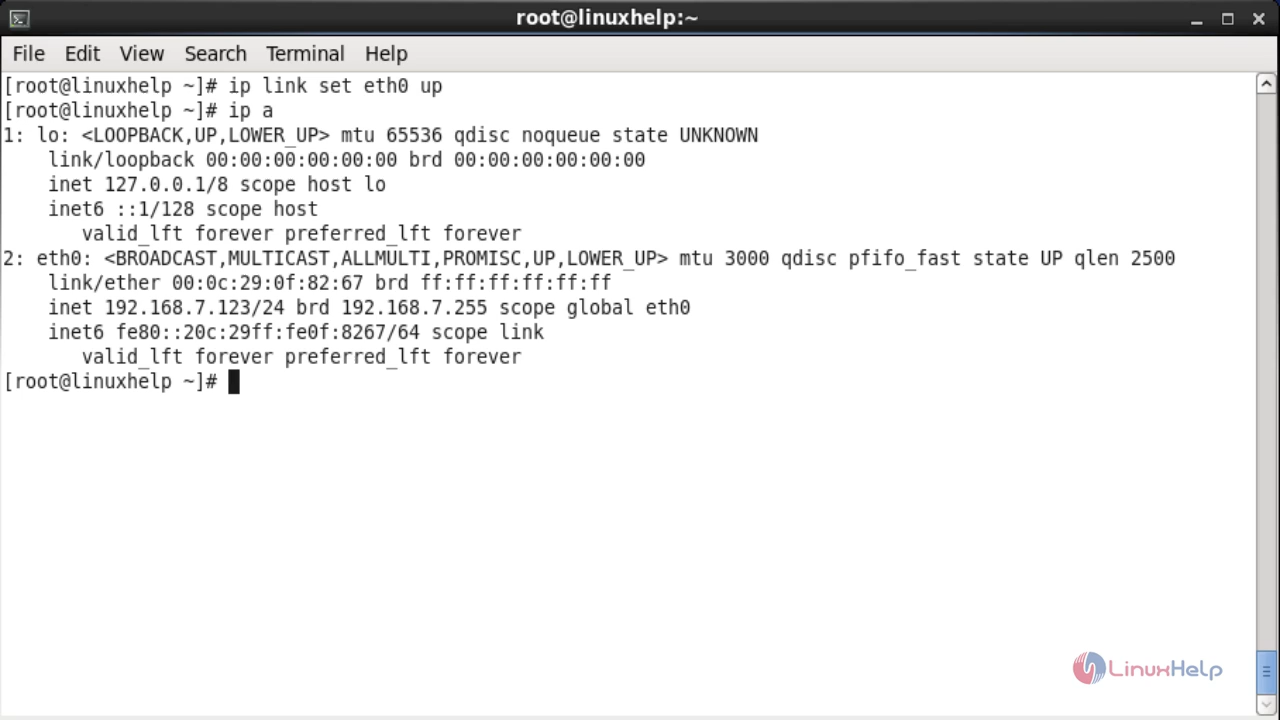 root@linuxhelp:~
File Edit View Search Terminal Help
[root@linuxhelp ~]# ip link set eth0 up
[root@linuxhelp ~]# ip a
1: lo: <LOOPBACK,UP,LOWER_UP> mtu 65536 qdisc noqueue state UNKNOWN
    link/loopback 00:00:00:00:00:00 brd 00:00:00:00:00:00
    inet 127.0.0.1/8 scope host lo
    inet6 ::1/128 scope host
       valid_lft forever preferred_lft forever
2: eth0: <BROADCAST,MULTICAST,ALLMULTI,PROMISC,UP,LOWER_UP> mtu 3000 qdisc pfifo_fast state UP qlen 2500
    link/ether 00:0c:29:0f:82:67 brd ff:ff:ff:ff:ff:ff
    inet 192.168.7.123/24 brd 192.168.7.255 scope global eth0
    inet6 fe80::20c:29ff:fe0f:8267/64 scope link
       valid_lft forever preferred_lft forever
[root@linuxhelp ~]#
LinuxHelp